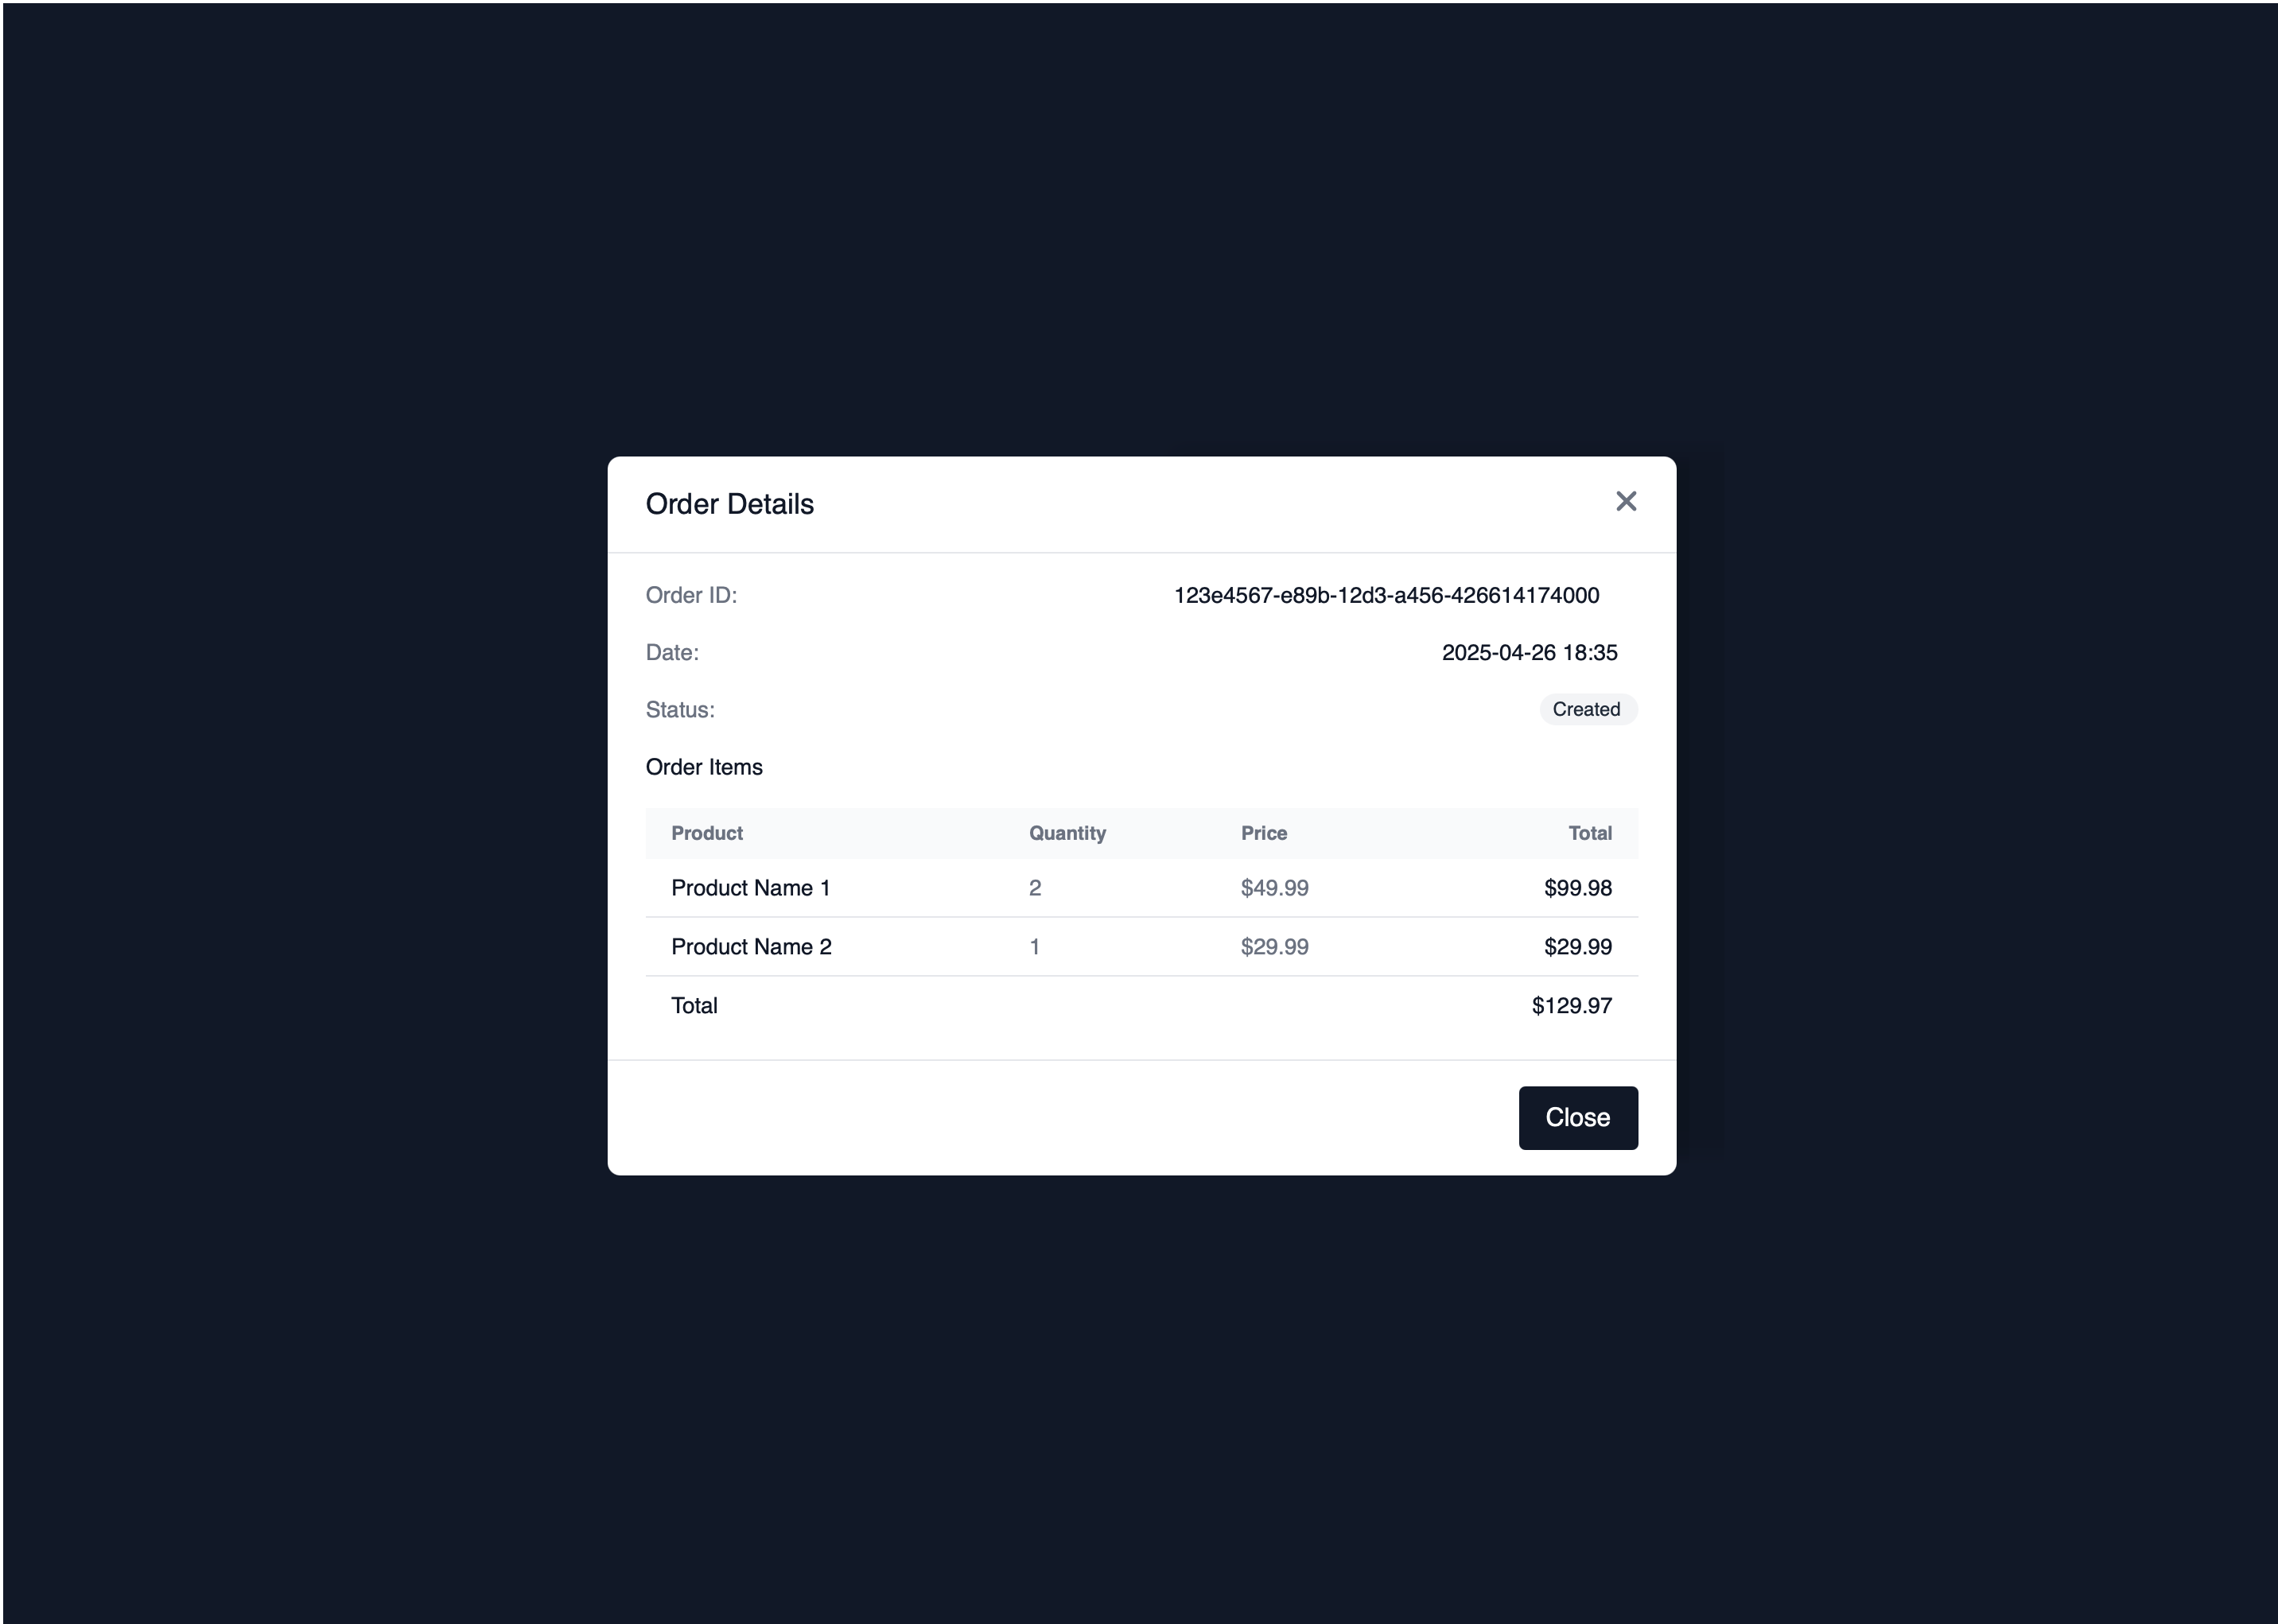 Order Details
Order ID: 123e4567-e89b-12d3-a456-426614174000
Date: 2025-04-26 18:35
Status: Created
Order Items
Product Quantity Price Total
Product Name 1 2 $49.99 $99.98
Product Name 2 1 $29.99 $29.99
Total $129.97
Close